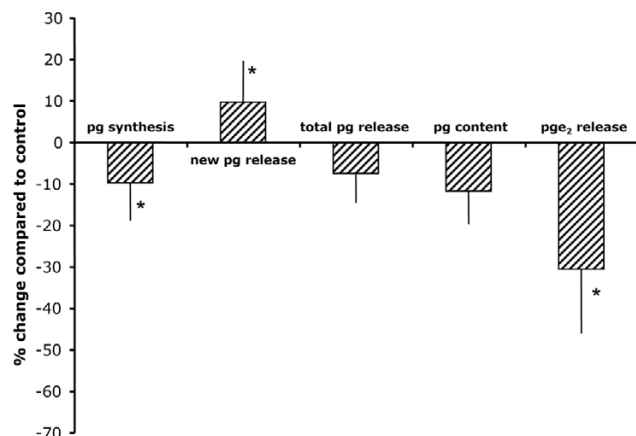 30
20
10
0
-10
-20
-30
-40
-50
-60
-70
% change compared to control
pg synthesis
new pg release
total pg release
pg content
pge₂ release
*
*
*